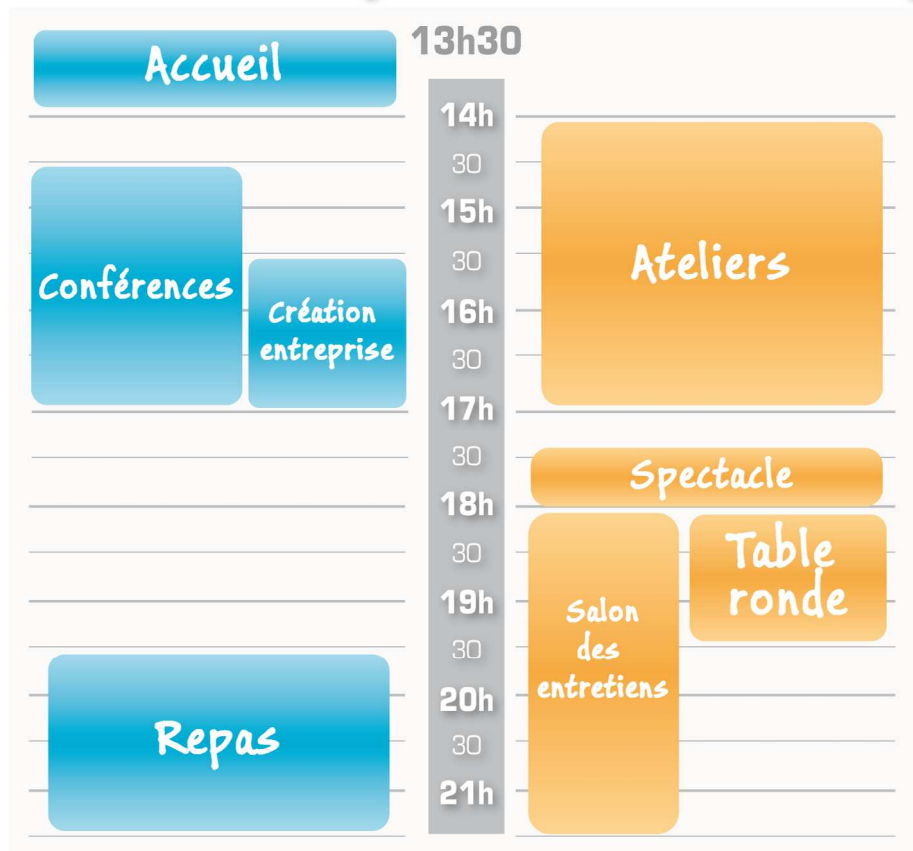 13h30
Accueil
14h
30
15h
30
16h
30
17h
30
18h
30
19h
30
20h
30
21h
Conférences
Création
entreprise
Repas
Ateliers
Spectacle
Table
ronde
Salon
des
entretiens